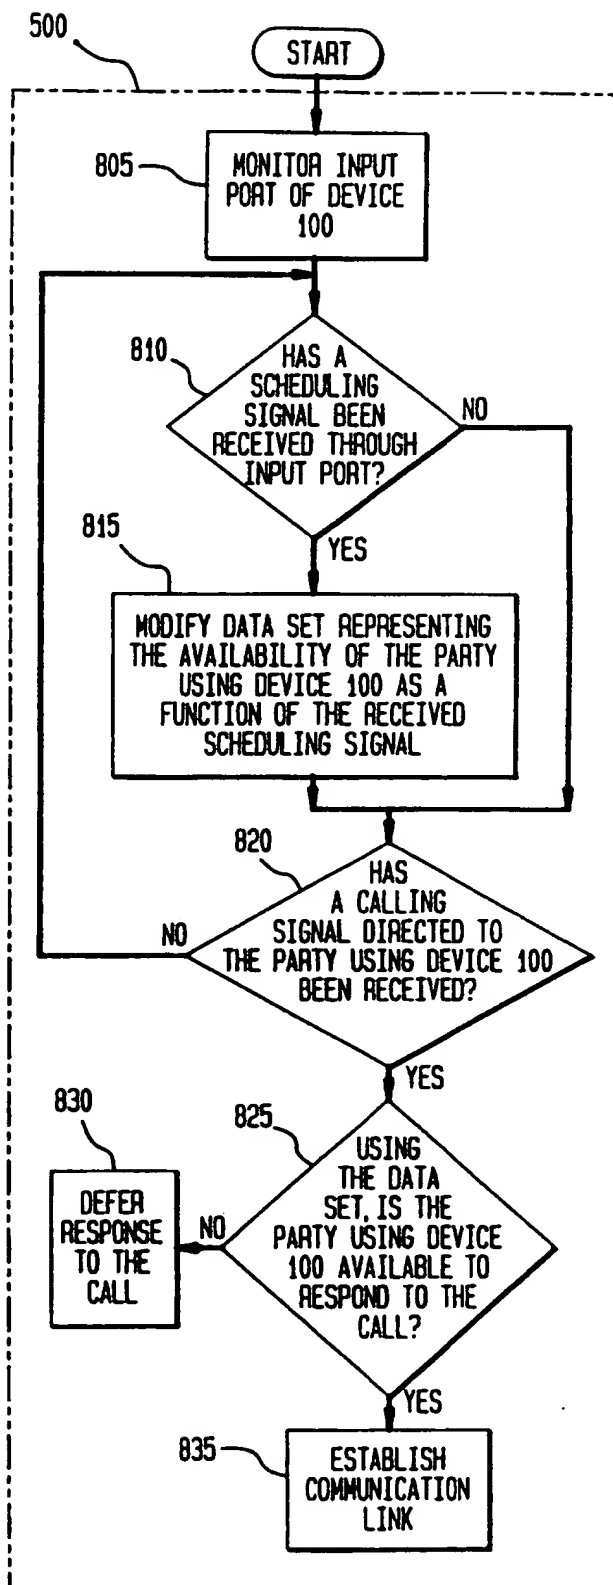 500
START
805
MONITOR INPUT
PORT OF DEVICE
100
810
HAS A
SCHEDULING
SIGNAL BEEN
RECEIVED THROUGH
INPUT PORT?
NO
YES
815
MODIFY DATA SET REPRESENTING
THE AVAILABILITY OF THE PARTY
USING DEVICE 100 AS A
FUNCTION OF THE RECEIVED
SCHEDULING SIGNAL
820
HAS
A CALLING
SIGNAL DIRECTED TO
THE PARTY USING DEVICE 100
BEEN RECEIVED?
NO
YES
825
USING
THE DATA
SET, IS THE
PARTY USING DEVICE
100 AVAILABLE TO
RESPOND TO THE
CALL?
NO
830
DEFER
RESPONSE
TO THE
CALL
YES
835
ESTABLISH
COMMUNICATION
LINK